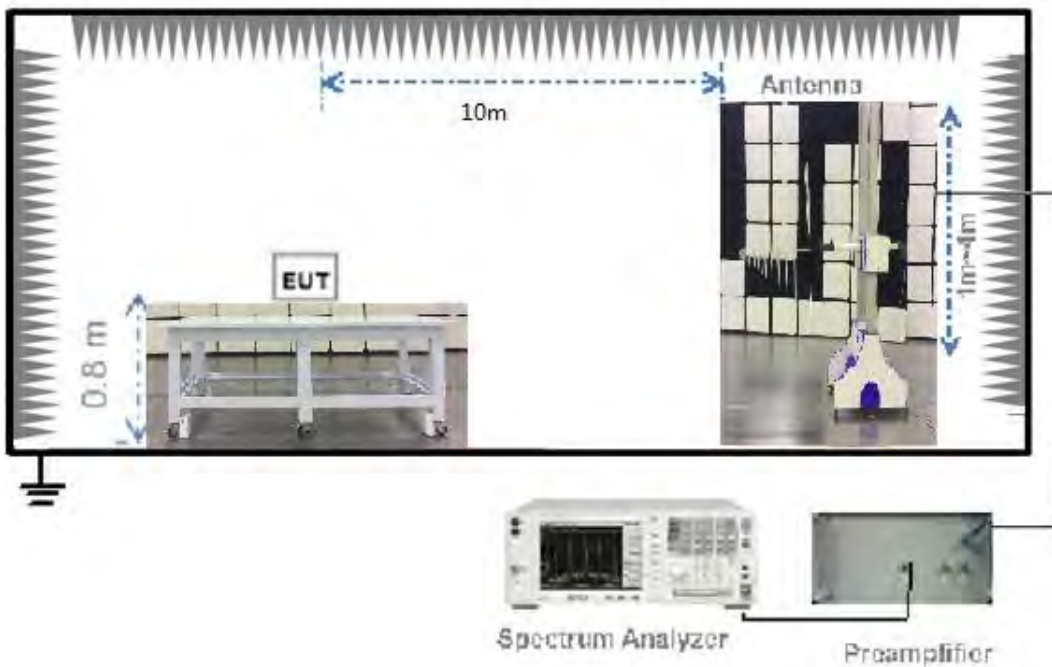 Antenna
10m
1m~4m
EUT
0.8 m
Spectrum Analyzer
Preamplifier